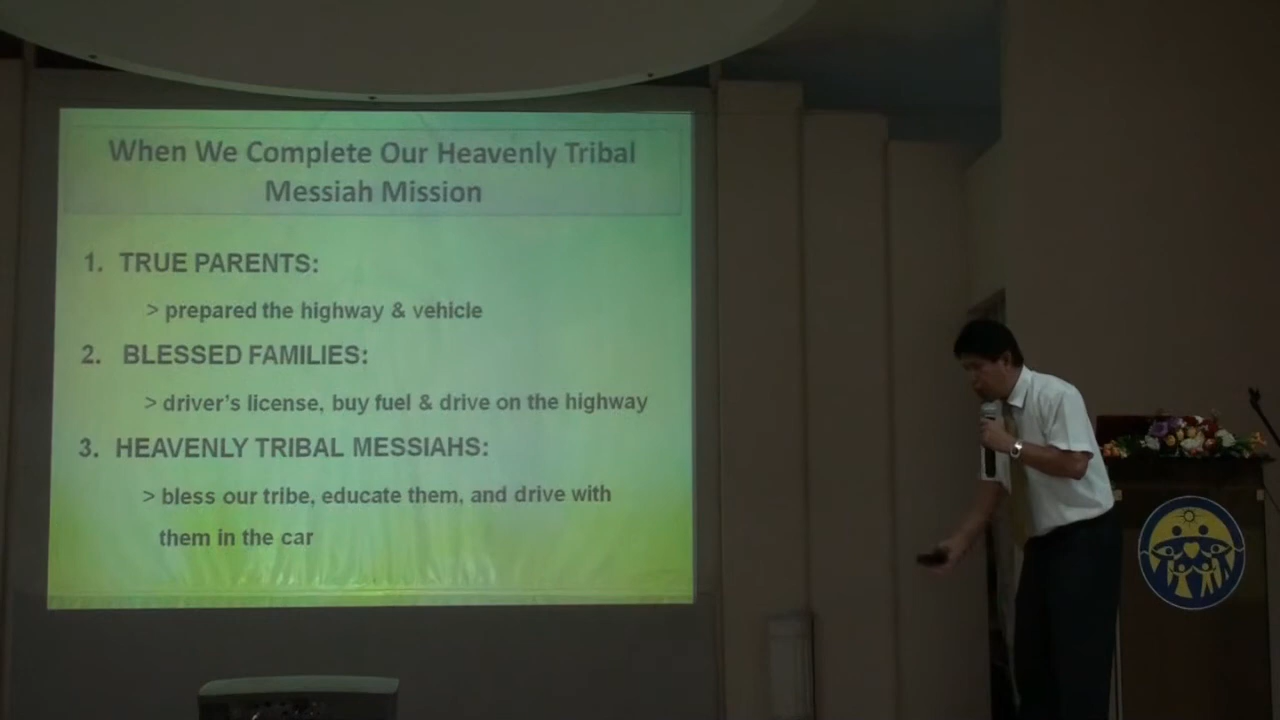 When We Complete Our Heavenly Tribal
Messiah Mission
1. TRUE PARENTS:
> prepared the highway & vehicle
2. BLESSED FAMILIES:
> driver's license, buy fuel & drive on the highway
3. HEAVENLY TRIBAL MESSIAHS:
> bless our tribe, educate them, and drive with
them in the car